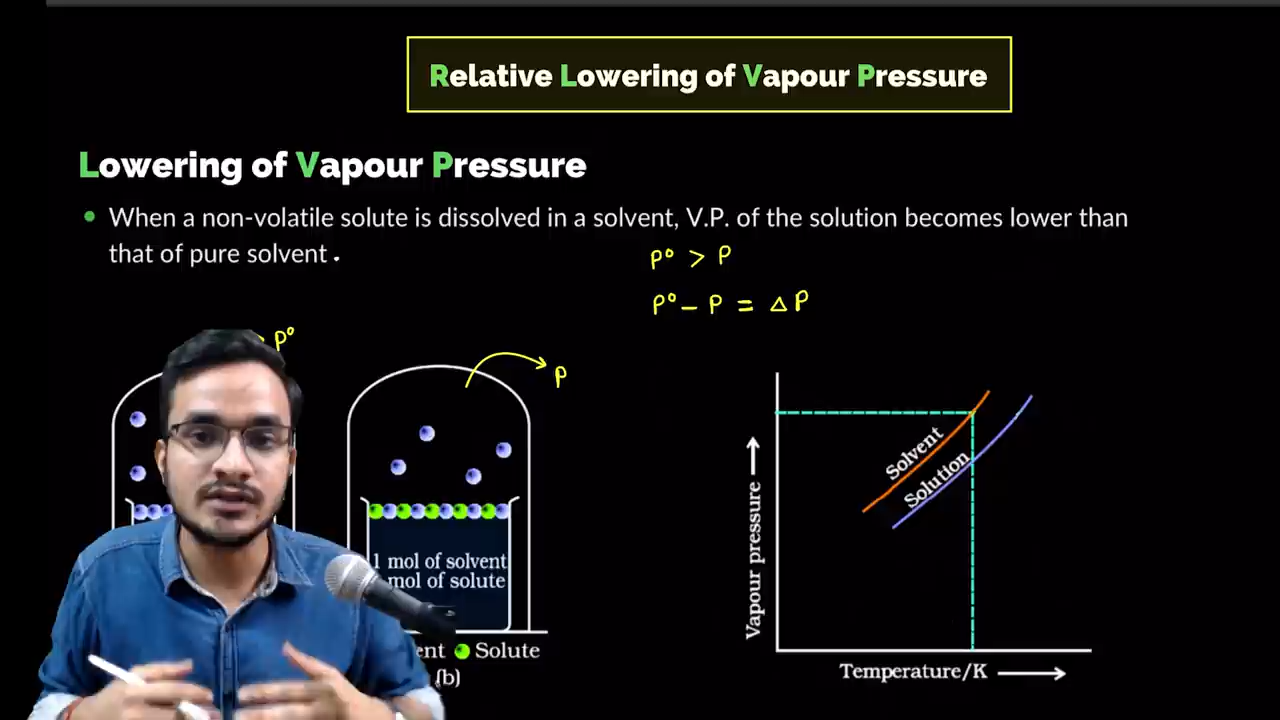 Relative Lowering of Vapour Pressure
Lowering of Vapour Pressure
When a non-volatile solute is dissolved in a solvent, V.P. of the solution becomes lower than
that of pure solvent .
P° > P
P° - P = Δ P
P°
P
1 mol of solvent
mol of solute
Solute
(b)
Vapour pressure
Solvent
Solution
Temperature/K